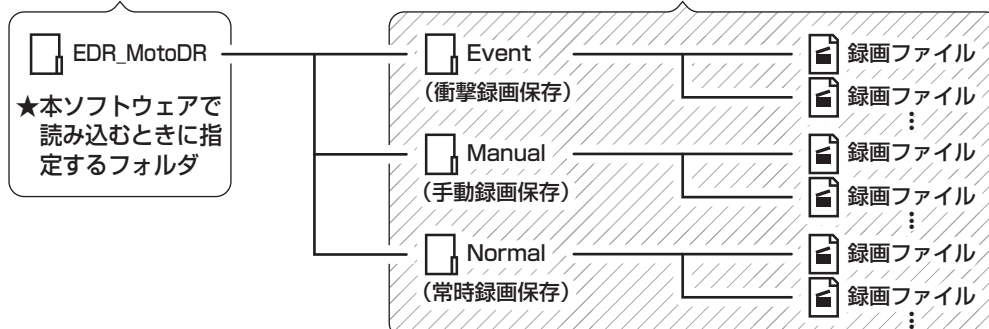 EDR_MotoDR
★本ソフトウェアで
読み込むときに指
定するフォルダ
Event
(衝撃録画保存)
録画ファイル
録画ファイル
Manual
(手動録画保存)
録画ファイル
録画ファイル
Normal
(常時録画保存)
録画ファイル
録画ファイル